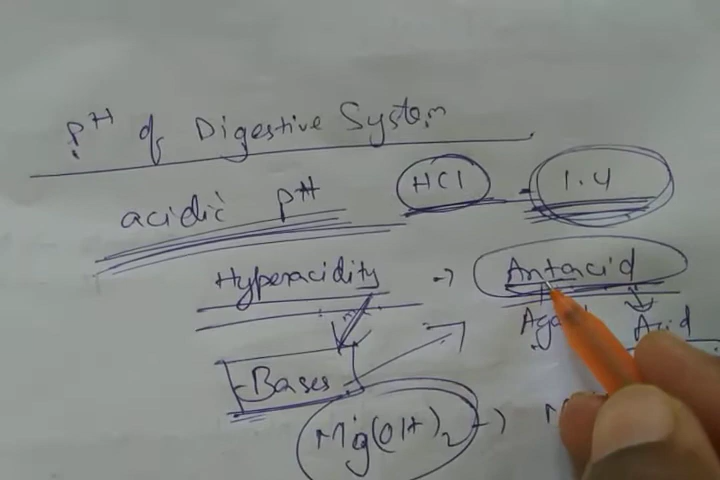 pH of Digestive System
acidic pH HCl - 1.4
Hyperacidity → Antacid
Acid
Bases
Mg(OH)2 →